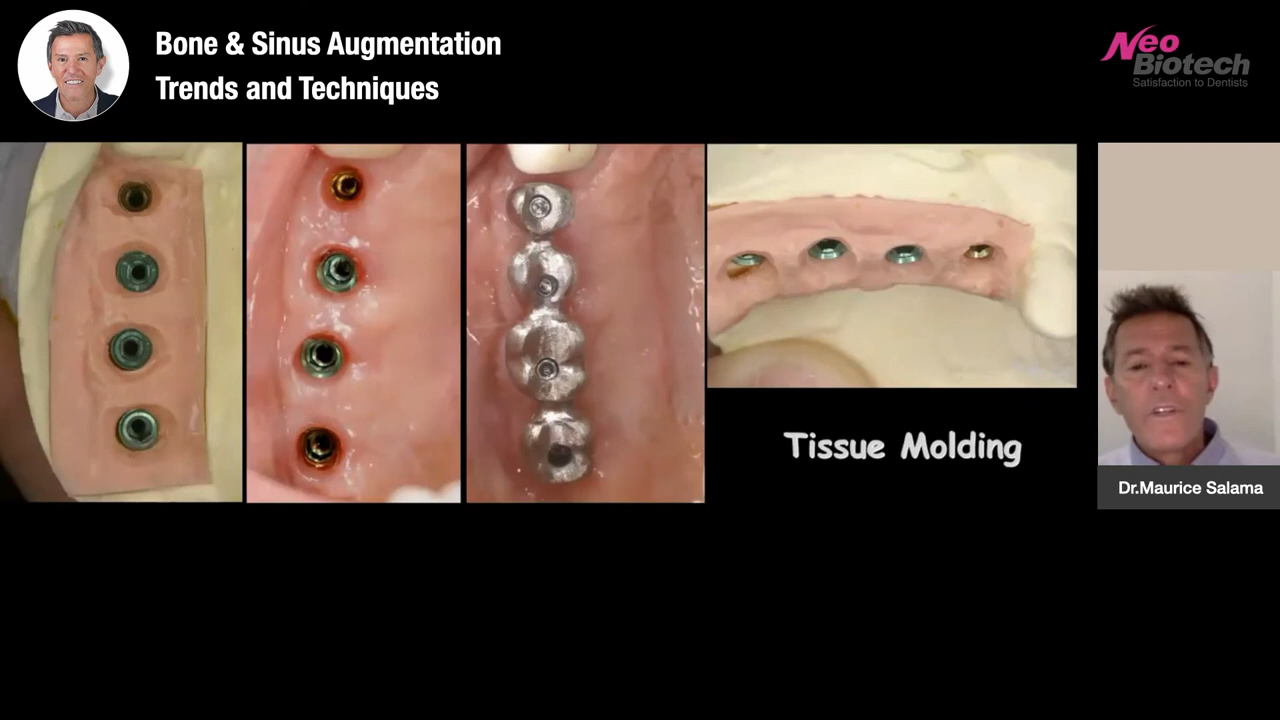 Bone & Sinus Augmentation
Trends and Techniques
Neo
Biotech
Satisfaction to Dentists
Tissue Molding
Dr.Maurice Salama